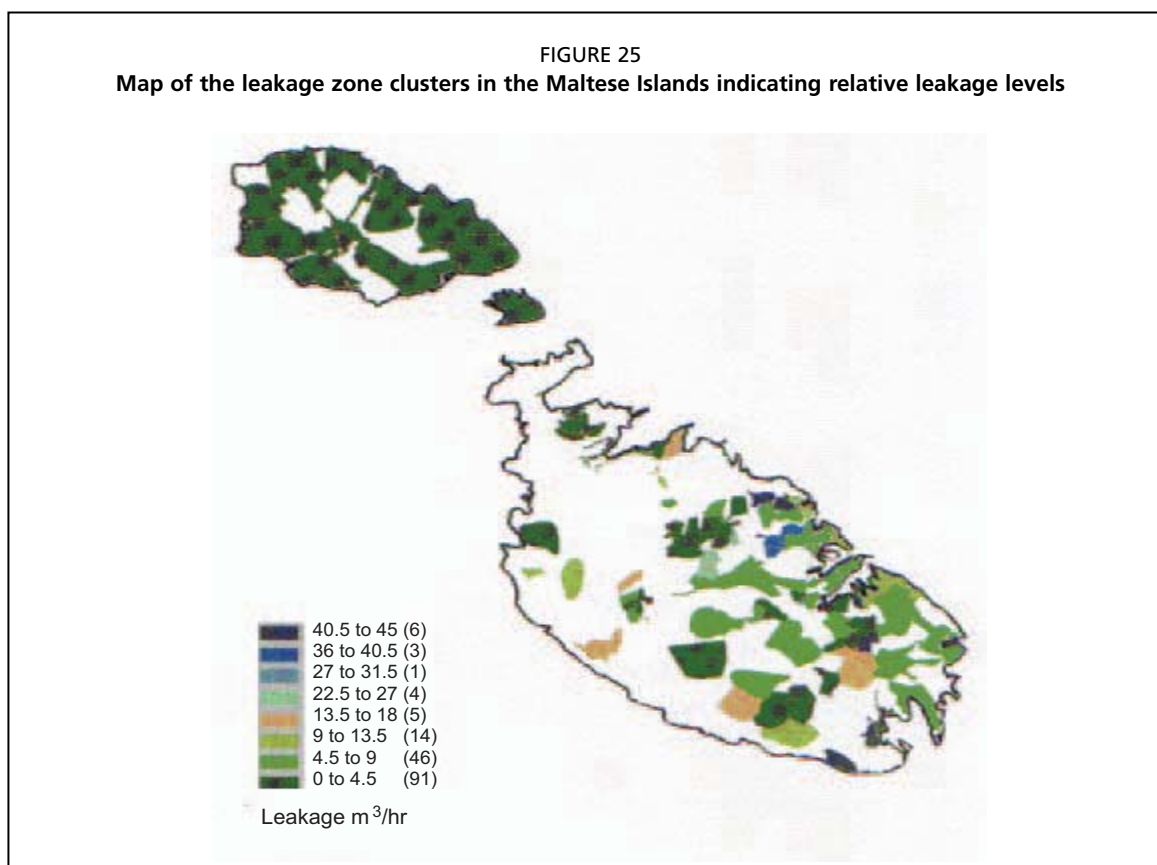 FIGURE 25
Map of the leakage zone clusters in the Maltese Islands indicating relative leakage levels
40.5 to 45 (6)
36 to 40.5 (3)
27 to 31.5 (1)
22.5 to 27 (4)
13.5 to 18 (5)
9 to 13.5 (14)
4.5 to 9 (46)
0 to 4.5 (91)
Leakage m³/hr